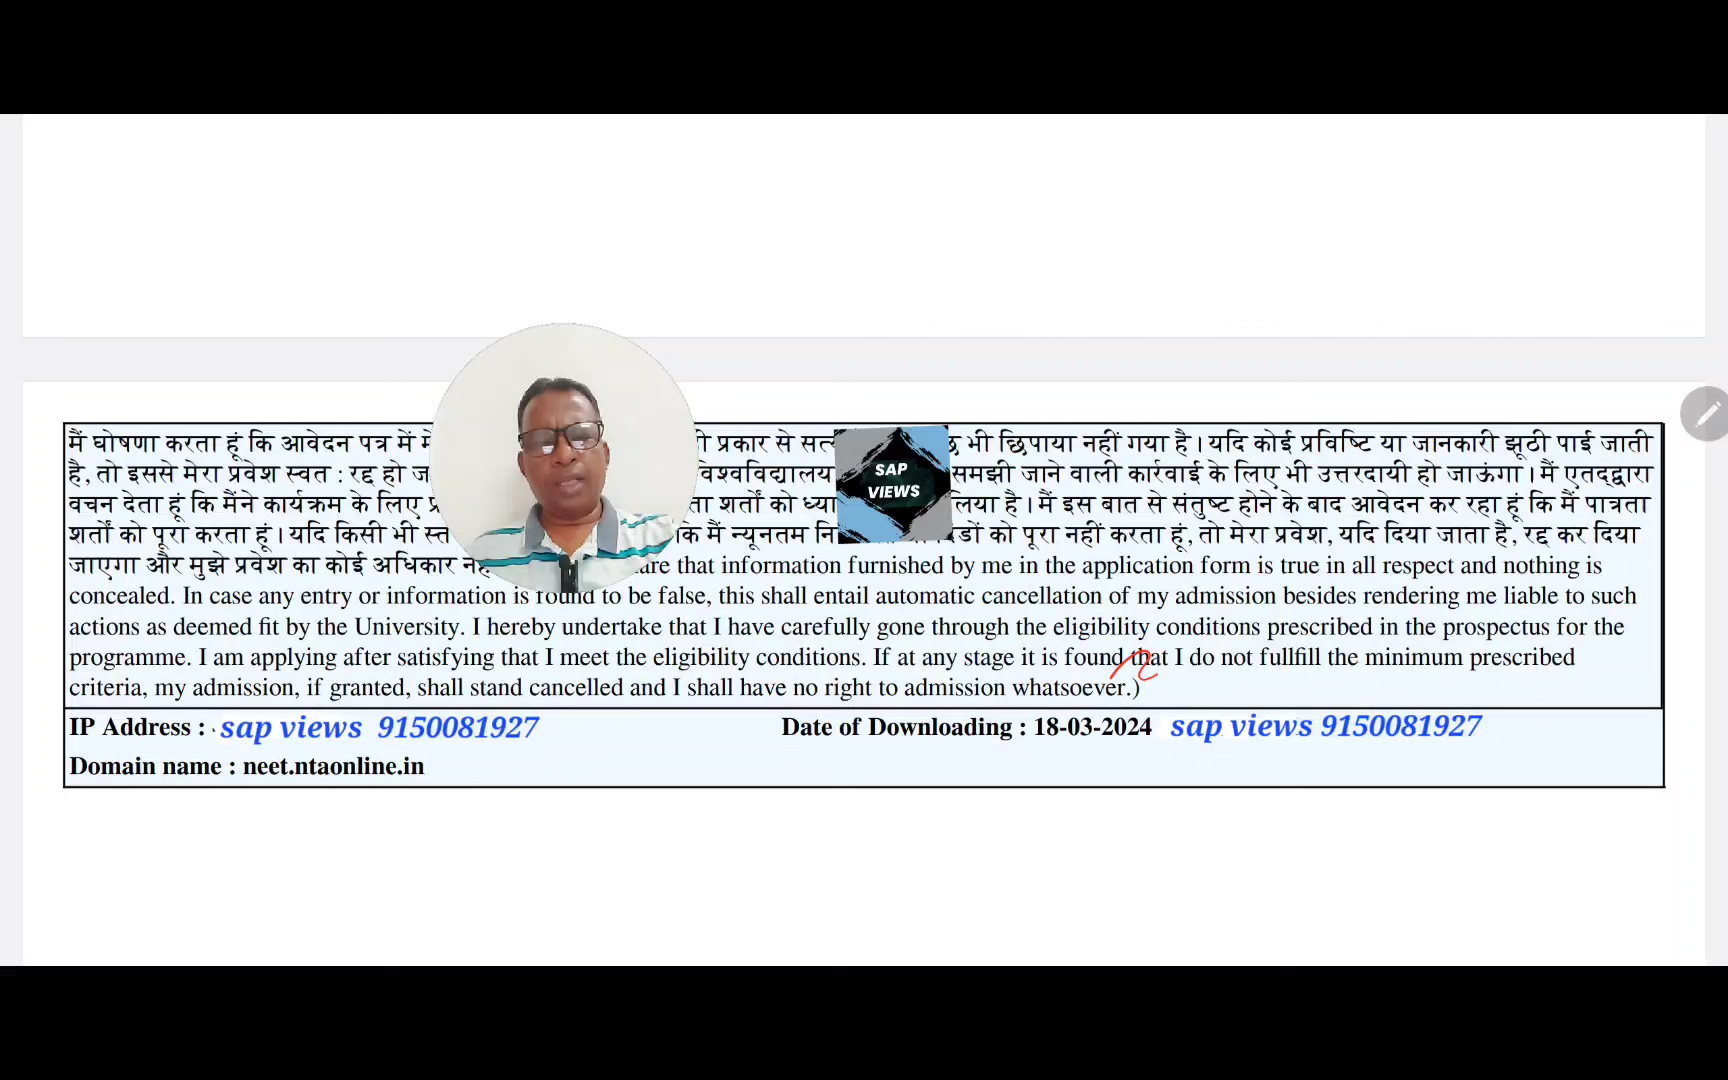 मैं घोषणा करता हूं कि आवेदन पत्र में प्रकार से भी छिपाया नहीं गया है। यदि कोई प्रविष्टि या जानकारी झूठी पाई जाती
है, तो इससे मेरा प्रवेश स्वत : रद्द हो विश्वविद्यालय समझी जाने वाली कार्रवाई के लिए भी उत्तरदायी हो जाऊंगा। मैं एतद्द्वारा
वचन देता हूं कि मैंने कार्यक्रम के लिए शर्तों को लिया है। मैं इस बात से संतुष्ट होने के बाद आवेदन कर रहा हूं कि मैं पात्रता
शर्तों को पूरा करता हूं। यदि किसी भी कि मैं न्यूनतम को पूरा नहीं करता हूं, तो मेरा प्रवेश, यदि दिया जाता है, रद्द कर दिया
जाएगा और मुझे प्रवेश का कोई अधिकार that information furnished by me in the application form is true in all respect and nothing is
concealed. In case any entry or information is found to be false, this shall entail automatic cancellation of my admission besides rendering me liable to such
actions as deemed fit by the University. I hereby undertake that I have carefully gone through the eligibility conditions prescribed in the prospectus for the
programme. I am applying after satisfying that I meet the eligibility conditions. If at any stage it is found that I do not fullfill the minimum prescribed
criteria, my admission, if granted, shall stand cancelled and I shall have no right to admission whatsoever.)
SAP
VIEWS
IP Address : sap views 9150081927 Date of Downloading : 18-03-2024 sap views 9150081927
Domain name : neet.ntaonline.in